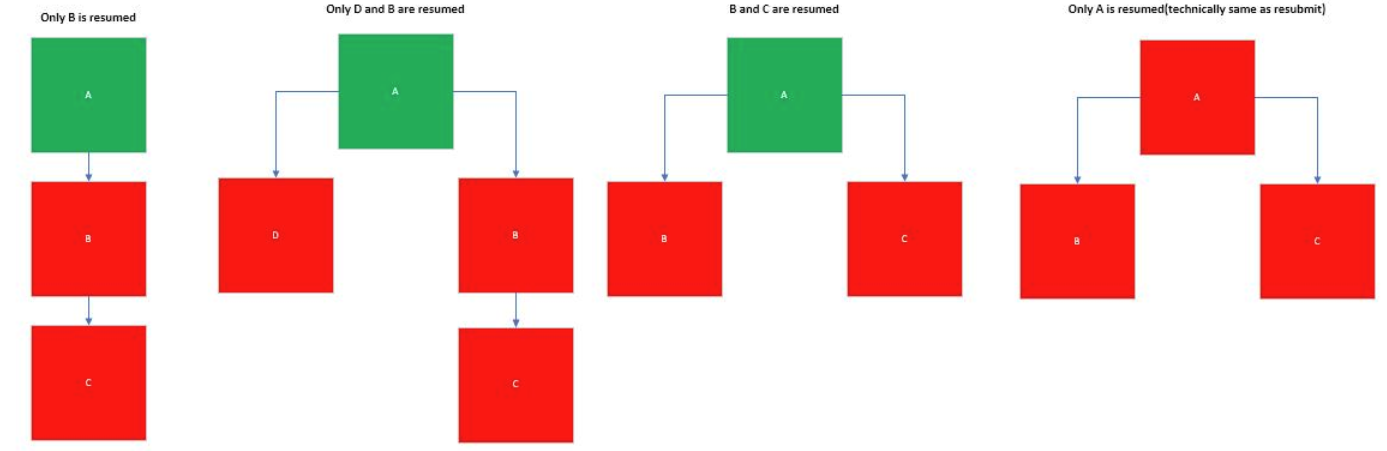 Only B is resumed
A
B
C
Only D and B are resumed
A
D
B
C
B and C are resumed
A
B
C
Only A is resumed(technically same as resubmit)
A
B
C